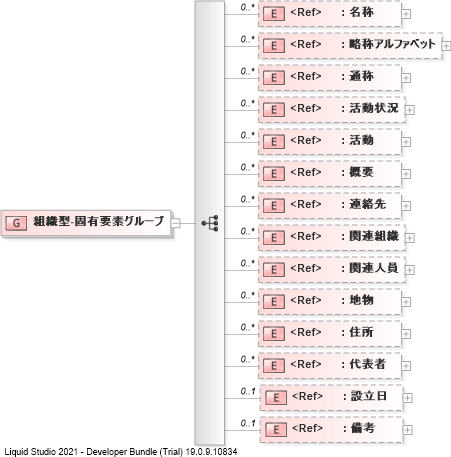 0..* E <Ref> : 名称
0..* E <Ref> : 略称アルファベット
0..* E <Ref> : 通称
0..* E <Ref> : 活動状況
0..* E <Ref> : 活動
0..* E <Ref> : 概要
0..* E <Ref> : 連絡先
G 組織型-固有要素グループ
0..* E <Ref> : 関連組織
0..* E <Ref> : 関連人員
0..* E <Ref> : 地物
0..* E <Ref> : 住所
0..* E <Ref> : 代表者
0..1 E <Ref> : 設立日
0..1 E <Ref> : 備考
Liquid Studio 2021 - Developer Bundle (Trial) 19.0.9.10834